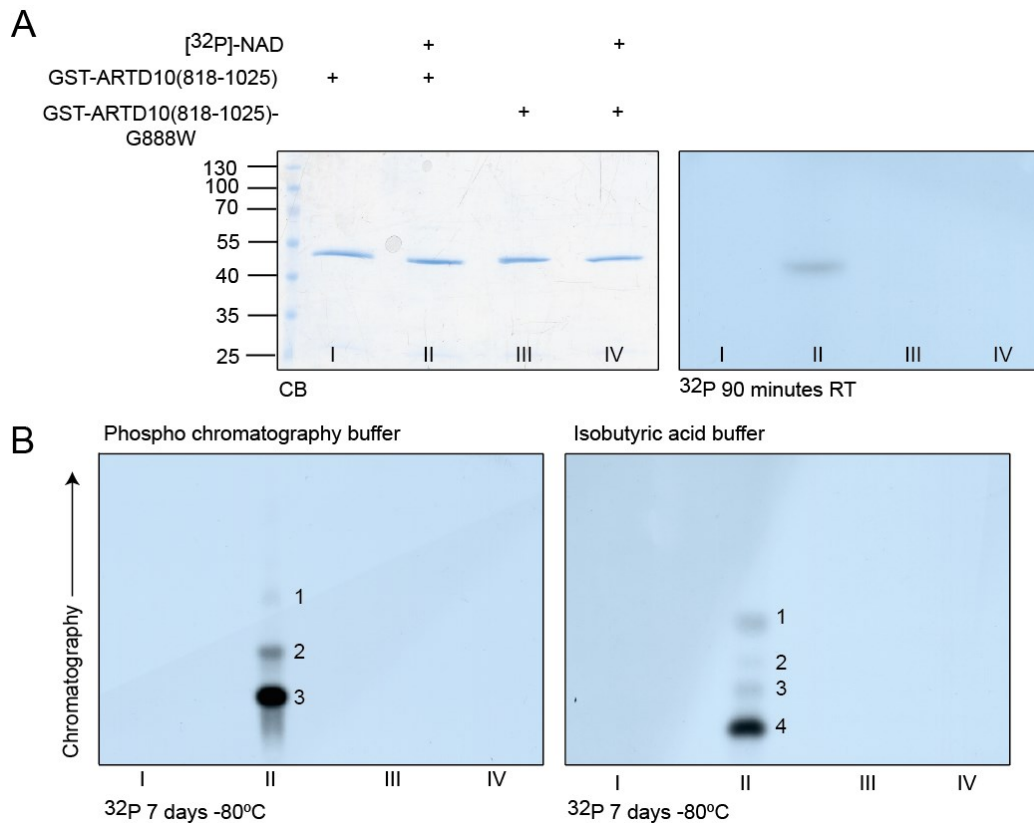 A
[32P]-NAD + +
GST-ARTD10(818-1025) + +
GST-ARTD10(818-1025)-G888W + +
130
100
70
55
40
35
25
I II III IV
I II III IV
CB
32P 90 minutes RT
B
Phospho chromatography buffer
Isobutyric acid buffer
Chromatography
1
2
3
1
2
3
4
I II III IV
I II III IV
32P 7 days -80ºC
32P 7 days -80ºC